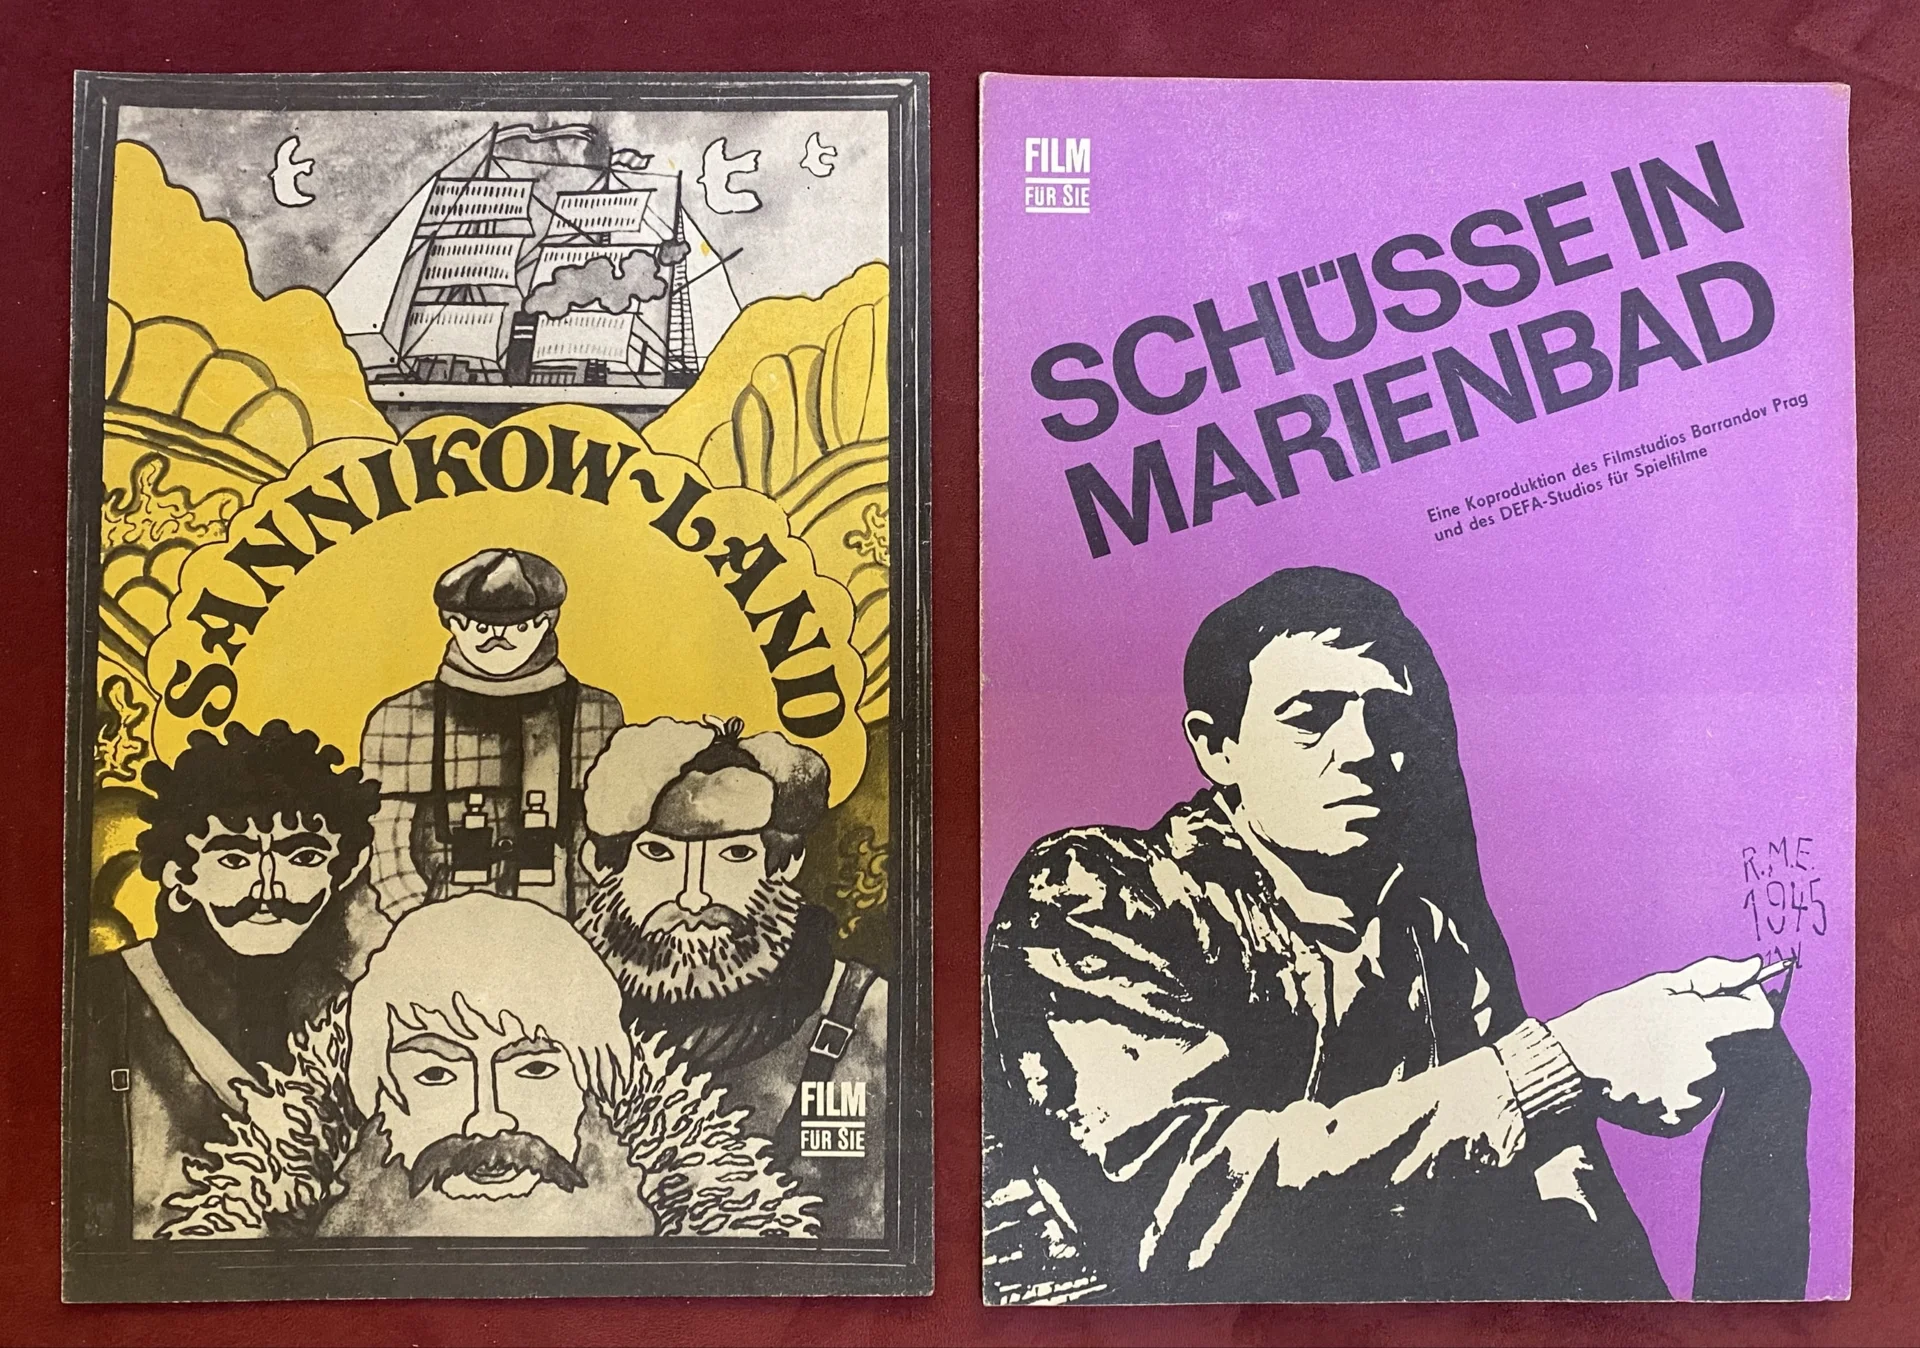 SANNIKOW-LAND
FILM
FÜR SIE
FILM
FÜR SIE
SCHÜSSE IN
MARIENBAD
Eine Koproduktion des Filmstudios Barrandov Prag
und des DEFA-Studios für Spielfilme
R.M.E.
1945